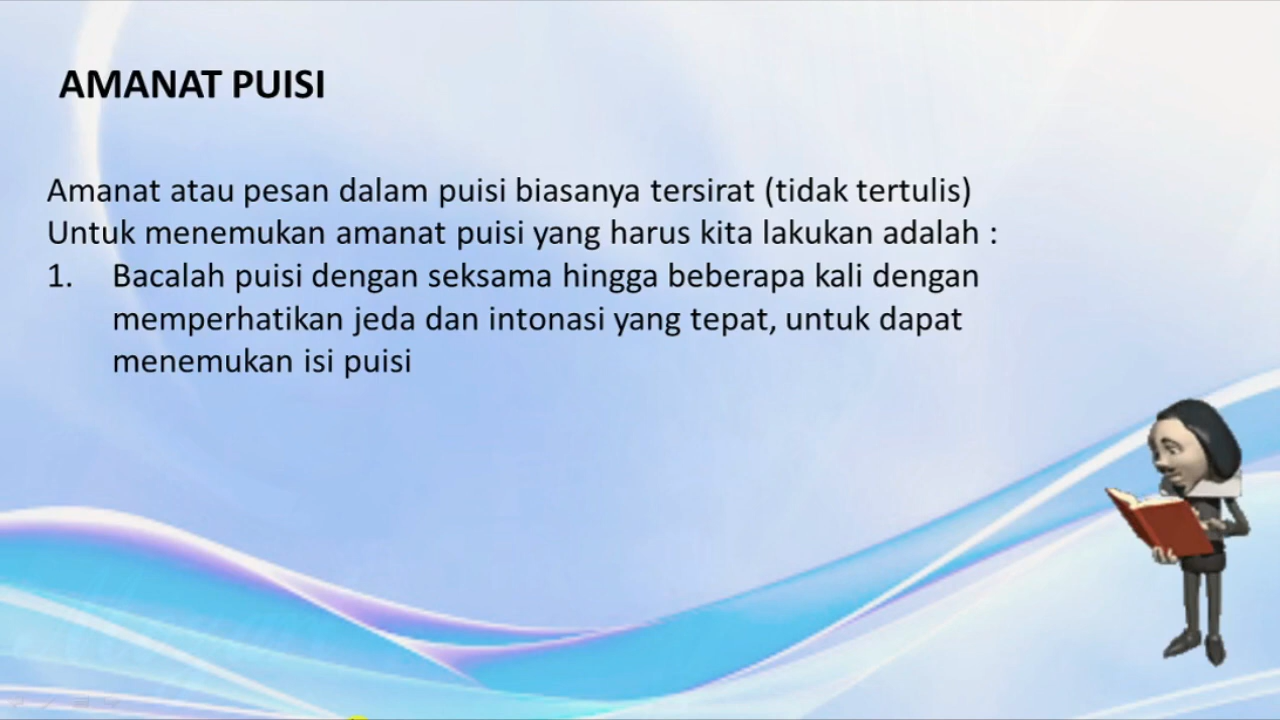 AMANAT PUISI
Amanat atau pesan dalam puisi biasanya tersirat (tidak tertulis)
Untuk menemukan amanat puisi yang harus kita lakukan adalah :
1. Bacalah puisi dengan seksama hingga beberapa kali dengan
memperhatikan jeda dan intonasi yang tepat, untuk dapat
menemukan isi puisi